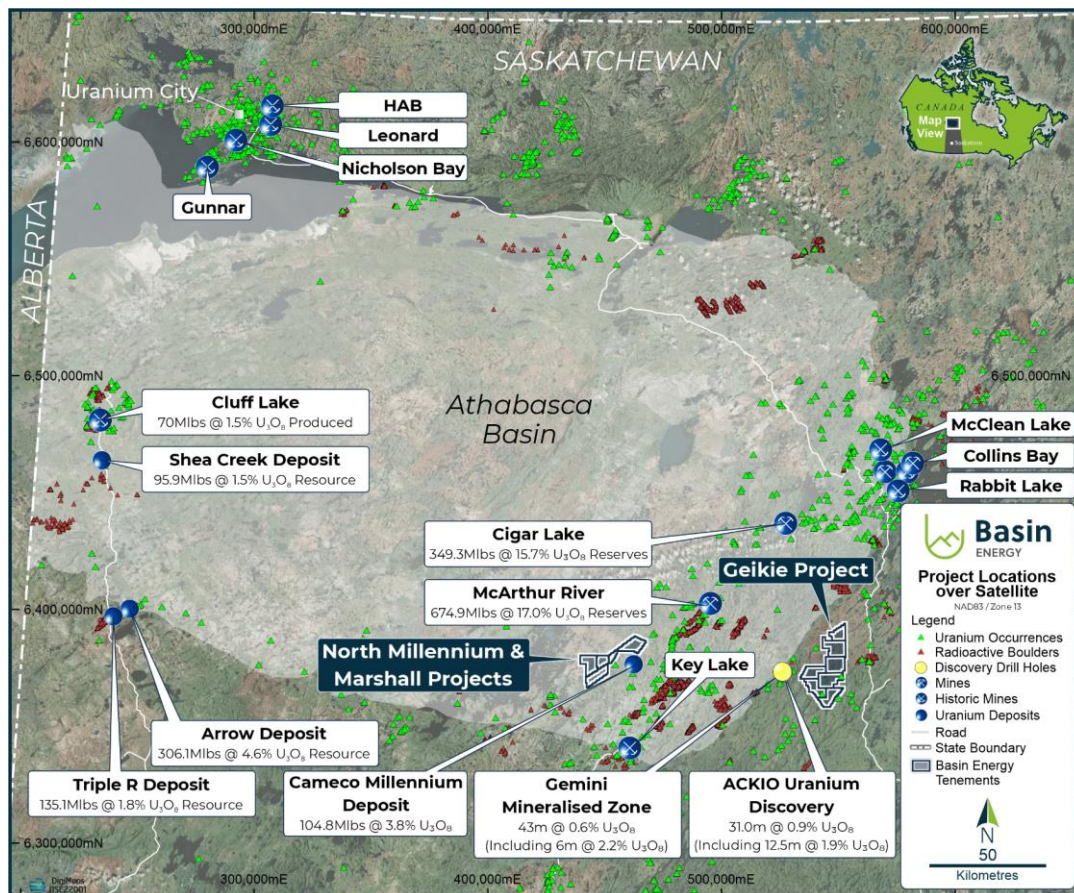 300,000mE
400,000mE
500,000mE
600,000mE
SASKATCHEWAN
CANADA
Map
View
Saskatoon
Uranium City
HAB
Leonard
Nicholson Bay
Gunnar
6,600,000mN
6,600,000mN
ALBERTA
6,500,000mN
6,500,000mN
Athabasca
Basin
Cluff Lake
70Mlbs @ 1.5% U₃O₈ Produced
Shea Creek Deposit
95.9Mlbs @ 1.5% U₃O₈ Resource
McClean Lake
Collins Bay
Rabbit Lake
Cigar Lake
349.3Mlbs @ 15.7% U₃O₈ Reserves
McArthur River
674.9Mlbs @ 17.0% U₃O₈ Reserves
Geikie Project
6,400,000mN
North Millennium &
Marshall Projects
Key Lake
Arrow Deposit
306.1Mlbs @ 4.6% U₃O₈ Resource
Triple R Deposit
135.1Mlbs @ 1.8% U₃O₈ Resource
Cameco Millennium
Deposit
104.8Mlbs @ 3.8% U₃O₈
Gemini
Mineralised Zone
43m @ 0.6% U₃O₈
(Including 6m @ 2.2% U₃O₈)
ACKIO Uranium
Discovery
31.0m @ 0.9% U₃O₈
(Including 12.5m @ 1.9% U₃O₈)
6,300,000mN
300,000mE
400,000mE
500,000mE
DigiMaps
BSC22001
Basin
ENERGY
Project Locations
over Satellite
NAD83 / Zone 13
Legend
Uranium Occurrences
Radioactive Boulders
Discovery Drill Holes
Mines
Historic Mines
Uranium Deposits
Road
State Boundary
Basin Energy
Tenements
N
50
Kilometres